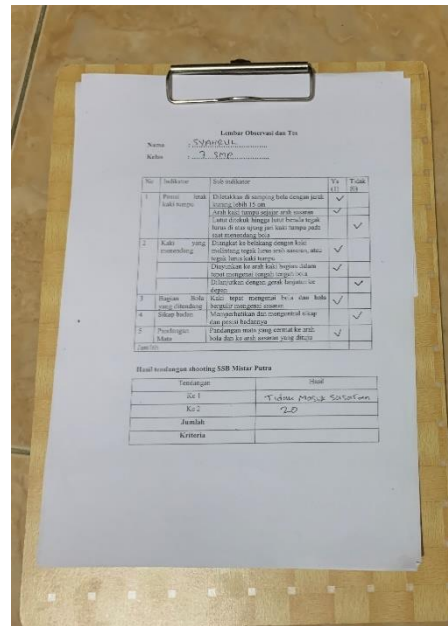 Lembar Observasi dan Tes
Nama : SYAHRUL
Kelas : 7 SMP
No Indikator Sub indikator Ya (1) Tidak (0)
1 Posisi letak kaki tumpu
Diletakkan di samping bola dengan jarak kurang lebih 15 cm ✓
Arah kaki tumpu sejajar arah sasaran ✓
Lutut ditekuk hingga lutut berada tegak lurus di atas ujung jari kaki tumpu pada saat menendang bola ✓
2 Kaki yang menendang
Diangkat ke belakang dengan kaki melintang tegak lurus arah sasaran, atau tegak lurus kaki tumpu ✓
Diayunkan ke arah kaki bagian dalam tepat mengenai tengah tengah bola ✓
Dilanjutkan dengan gerak lanjutan ke depan ✓
3 Bagian Bola yang ditendang
Kaki tepat mengenai bola dan bola bergulir mengenai sasaran ✓
4 Sikap badan
Memperhatikan dan mengontrol sikap dan posisi badannya ✓
5 Pandangan Mata
Pandangan mata yang cermat ke arah bola dan ke arah sasaran yang dituju ✓
Hasil tendangan shooting SSB Mistar Putra
Tendangan Hasil
Ke 1 Tidak Masuk Sasaran
Ke 2 20
Jumlah
Kriteria